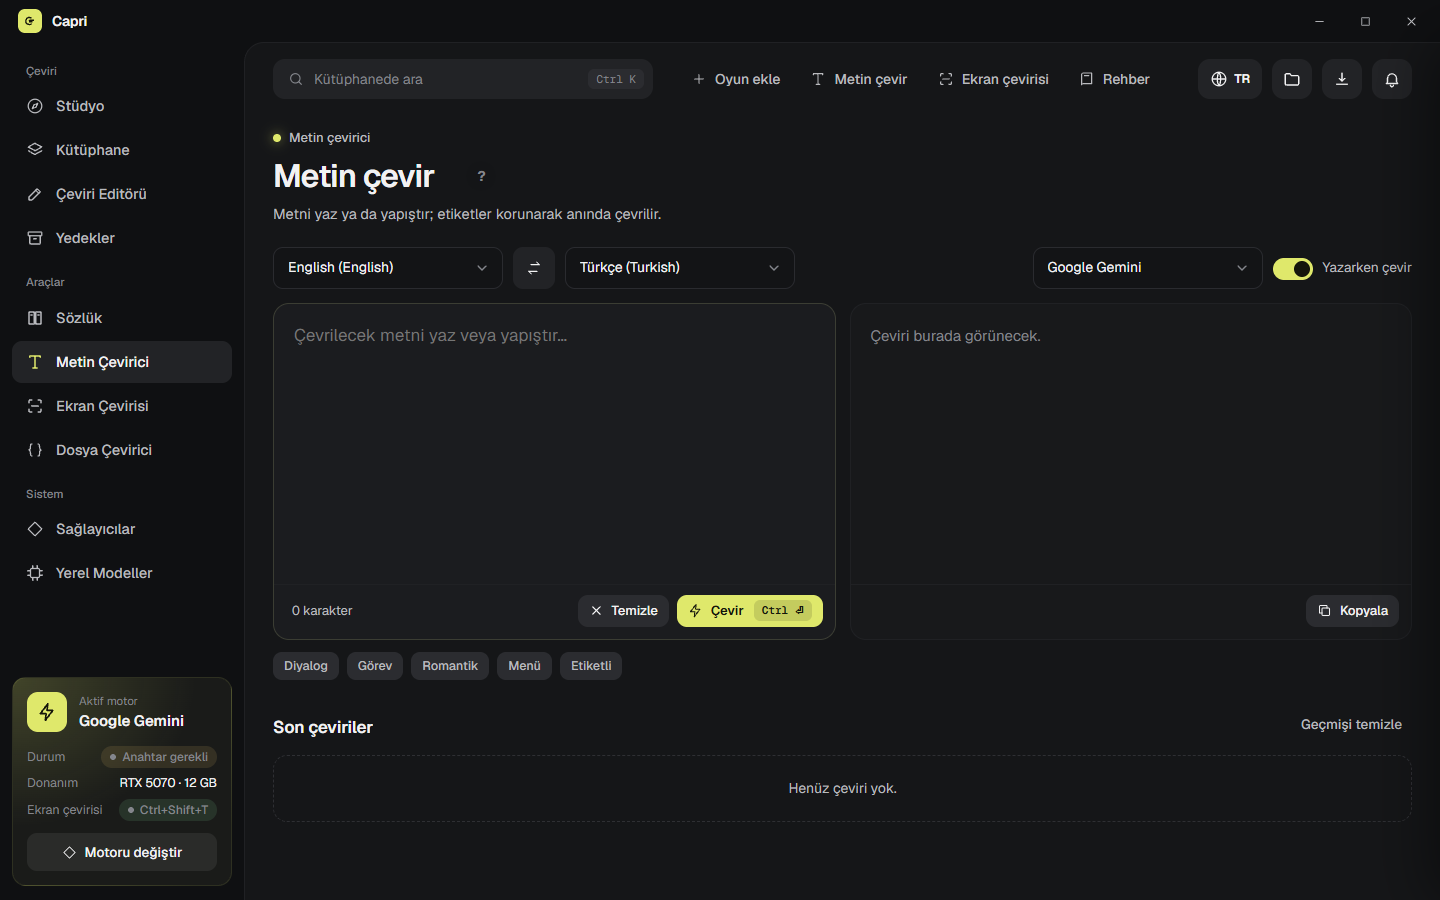 Capri
Çeviri
Stüdyo
Kütüphane
Çeviri Editörü
Yedekler
Araçlar
Sözlük
Metin Çevirici
Ekran Çevirisi
Dosya Çevirici
Sistem
Sağlayıcılar
Yerel Modeller
Aktif motor
Google Gemini
Durum Anahtar gerekli
Donanım RTX 5070 · 12 GB
Ekran çevirisi Ctrl+Shift+T
Motoru değiştir
Kütüphanede ara Ctrl K Oyun ekle Metin çevir Ekran çevirisi Rehber TR
Metin çevirici
Metin çevir ?
Metni yaz ya da yapıştır; etiketler korunarak anında çevrilir.
English (English) Türkçe (Turkish) Google Gemini Yazarken çevir
Çevrilecek metni yaz veya yapıştır...
Çeviri burada görünecek.
0 karakter Temizle Çevir Ctrl ⏎ Kopyala
Diyalog Görev Romantik Menü Etiketli
Son çeviriler Geçmişi temizle
Henüz çeviri yok.